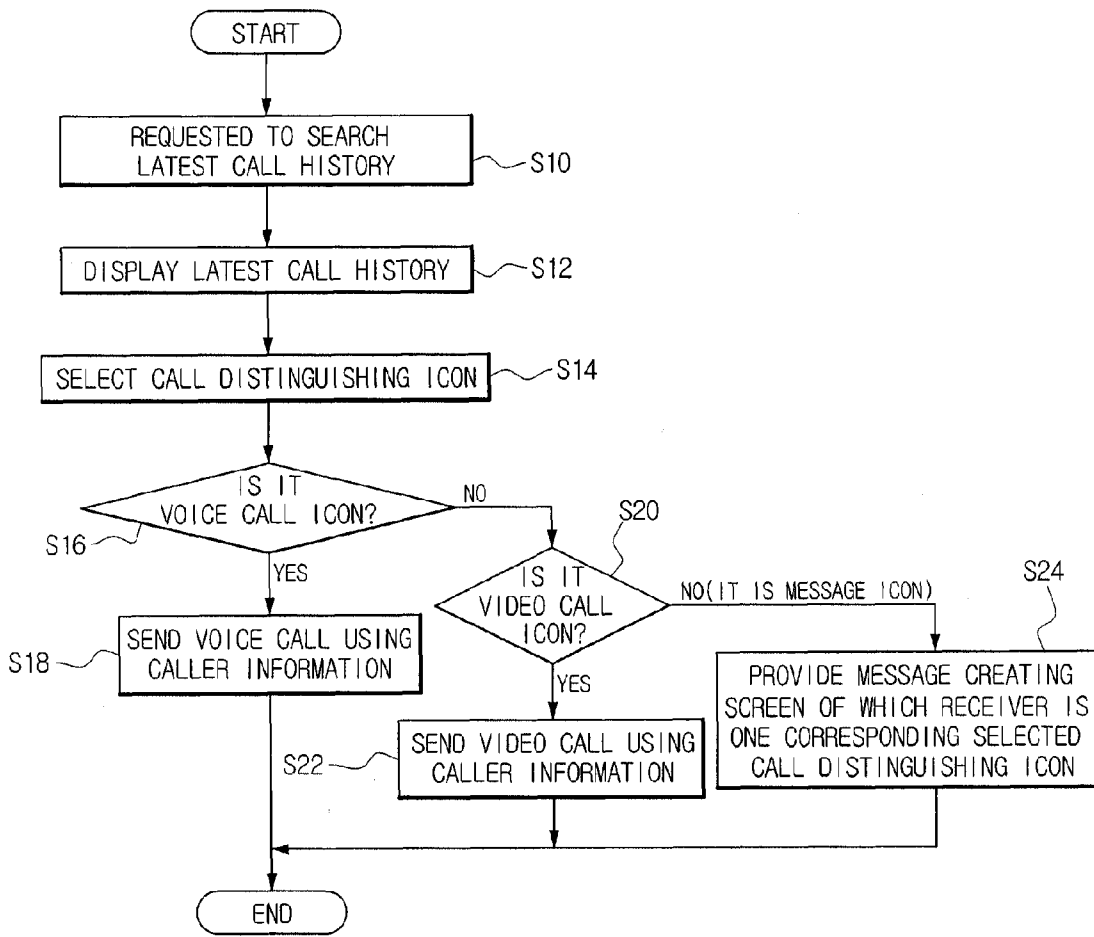 START
REQUESTED TO SEARCH
LATEST CALL HISTORY
S10
DISPLAY LATEST CALL HISTORY
S12
SELECT CALL DISTINGUISHING ICON
S14
IS IT
VOICE CALL ICON?
S16
NO
YES
S20
IS IT
VIDEO CALL
ICON?
NO(IT IS MESSAGE ICON)
YES
S24
SEND VOICE CALL USING
CALLER INFORMATION
S18
SEND VIDEO CALL USING
CALLER INFORMATION
S22
PROVIDE MESSAGE CREATING
SCREEN OF WHICH RECEIVER IS
ONE CORRESPONDING SELECTED
CALL DISTINGUISHING ICON
END